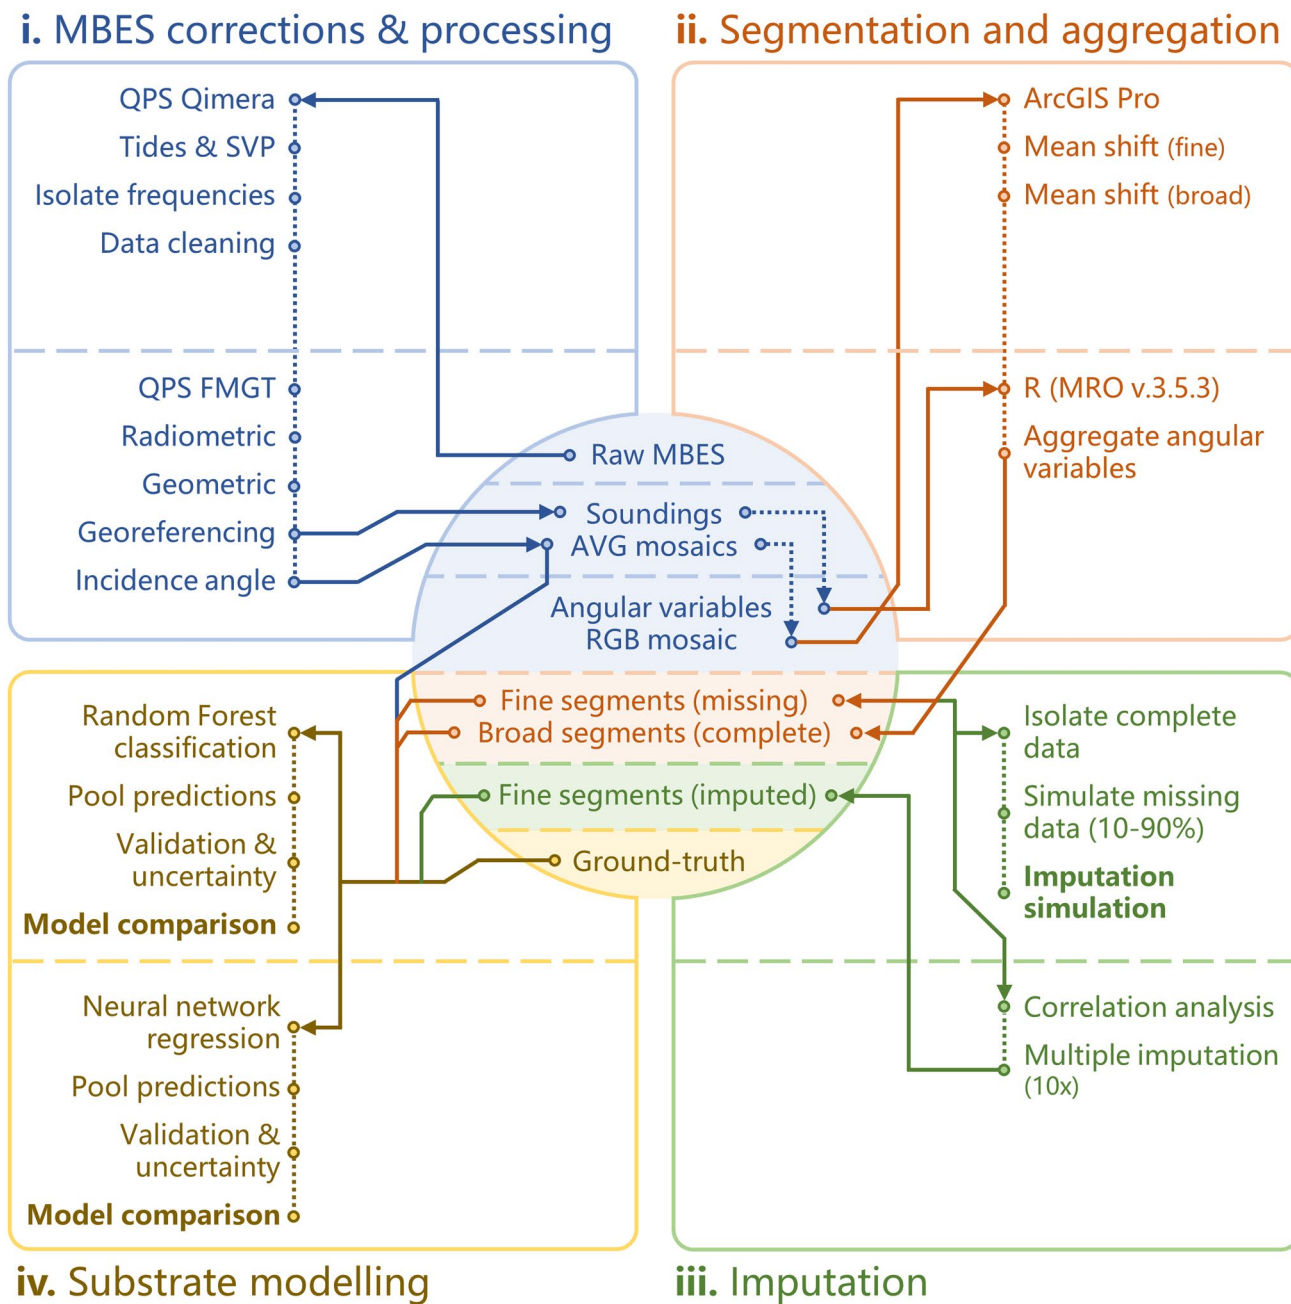 i. MBES corrections & processing
QPS Qimera
Tides & SVP
Isolate frequencies
Data cleaning
QPS FMGT
Radiometric
Geometric
Georeferencing
Incidence angle
ii. Segmentation and aggregation
ArcGIS Pro
Mean shift (fine)
Mean shift (broad)
R (MRO v.3.5.3)
Aggregate angular
variables
Raw MBES
Soundings
AVG mosaics
Angular variables
RGB mosaic
Fine segments (missing)
Broad segments (complete)
Fine segments (imputed)
Ground-truth
Random Forest
classification
Pool predictions
Validation &
uncertainty
Model comparison
Neural network
regression
Pool predictions
Validation &
uncertainty
Model comparison
iv. Substrate modelling
Isolate complete
data
Simulate missing
data (10-90%)
Imputation
simulation
Correlation analysis
Multiple imputation
(10x)
iii. Imputation